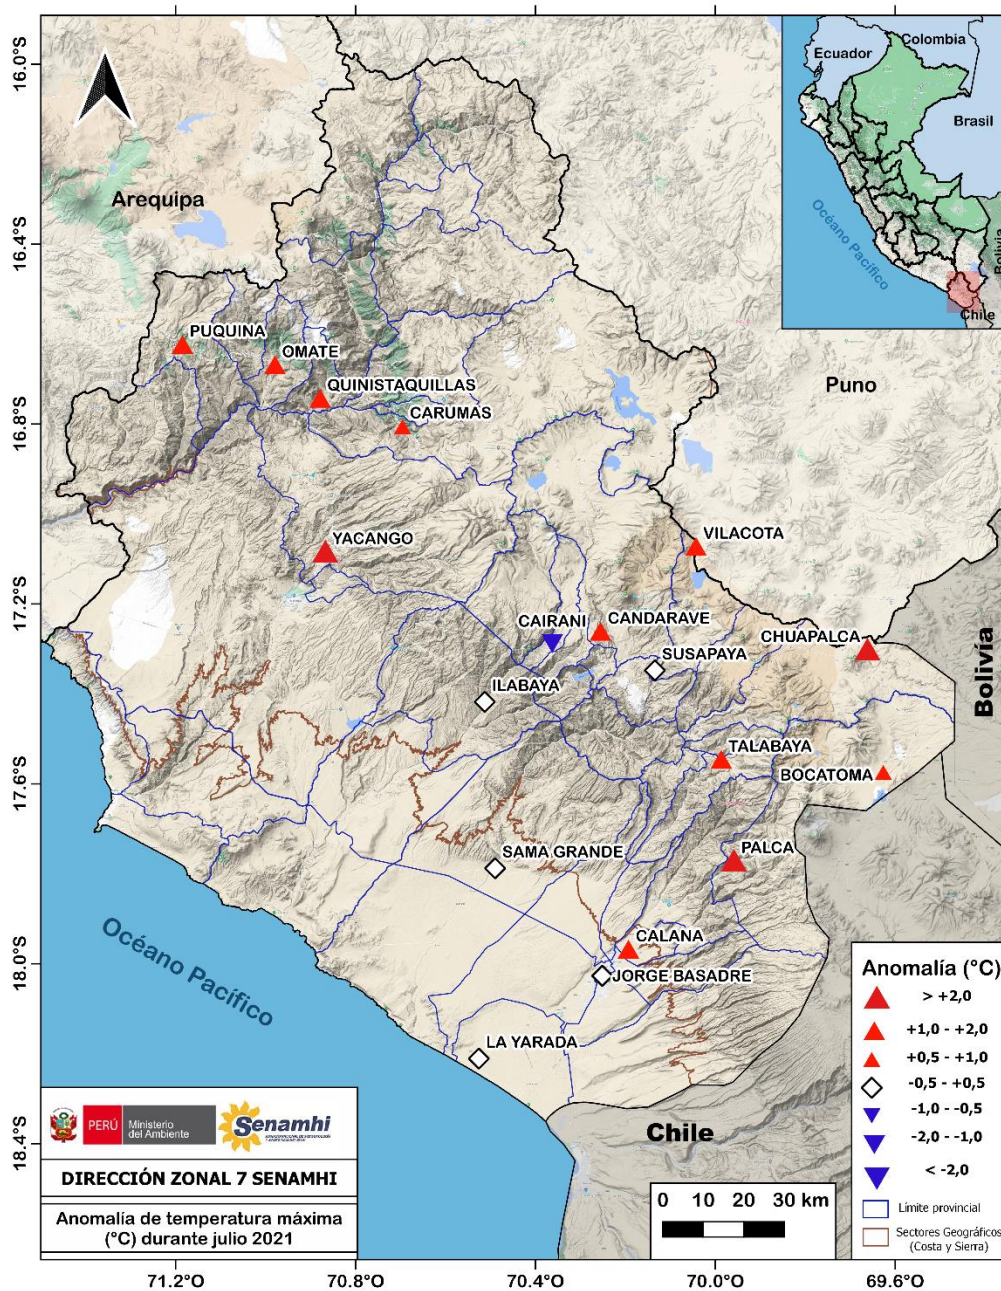 16.0°S
16.4°S
16.8°S
17.2°S
17.6°S
18.0°S
18.4°S
Ecuador
Colombia
Brasil
Océano Pacífico
Bolivia
Chile
Arequipa
PUQUINA
OMATE
QUINISTAQUILLAS
CARUMAS
Puno
YACANGO
VILACOTA
CAIRANI
CANDARAVE
CHUAPALCA
SUSAPAYA
ILABAYA
Bolivía
TALABAYA
BOCATOMA
SAMA GRANDE
PALCA
CALANA
JORGE BASADRE
LA YARADA
Océano Pacífico
Chile
Anomalía (°C)
> +2,0
+1,0 - +2,0
+0,5 - +1,0
-0,5 - +0,5
-1,0 - -0,5
-2,0 - -1,0
< -2,0
Límite provincial
Sectores Geográficos
(Costa y Sierra)
PERÚ
Ministerio
del Ambiente
Senamhi
DIRECCIÓN ZONAL 7 SENAMHI
Anomalía de temperatura máxima
(°C) durante julio 2021
0 10 20 30 km
71.2°O
70.8°O
70.4°O
70.0°O
69.6°O